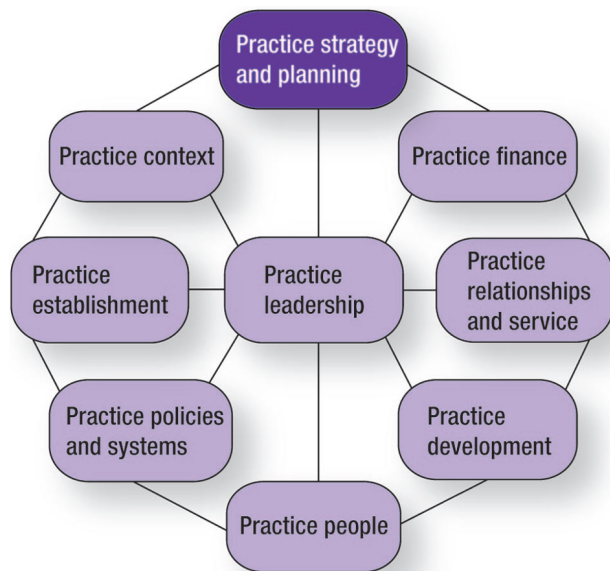 Practice strategy
and planning
Practice context
Practice finance
Practice
establishment
Practice
leadership
Practice
relationships
and service
Practice policies
and systems
Practice
development
Practice people